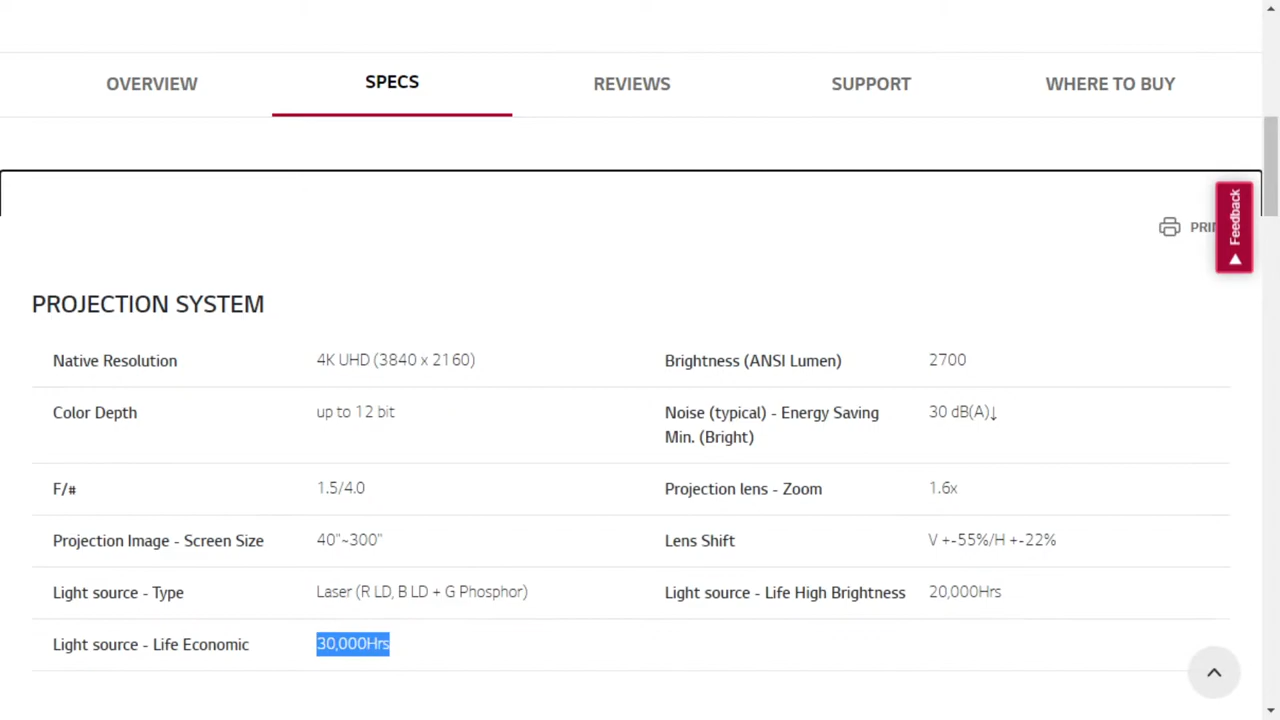 OVERVIEW SPECS REVIEWS SUPPORT WHERE TO BUY
Feedback
PRI
PROJECTION SYSTEM
Native Resolution 4K UHD (3840 x 2160) Brightness (ANSI Lumen) 2700
Color Depth up to 12 bit Noise (typical) - Energy Saving Min. (Bright) 30 dB(A)↓
F/# 1.5/4.0 Projection lens - Zoom 1.6x
Projection Image - Screen Size 40"~300" Lens Shift V +-55%/H +-22%
Light source - Type Laser (R LD, B LD + G Phosphor) Light source - Life High Brightness 20,000Hrs
Light source - Life Economic 30,000Hrs